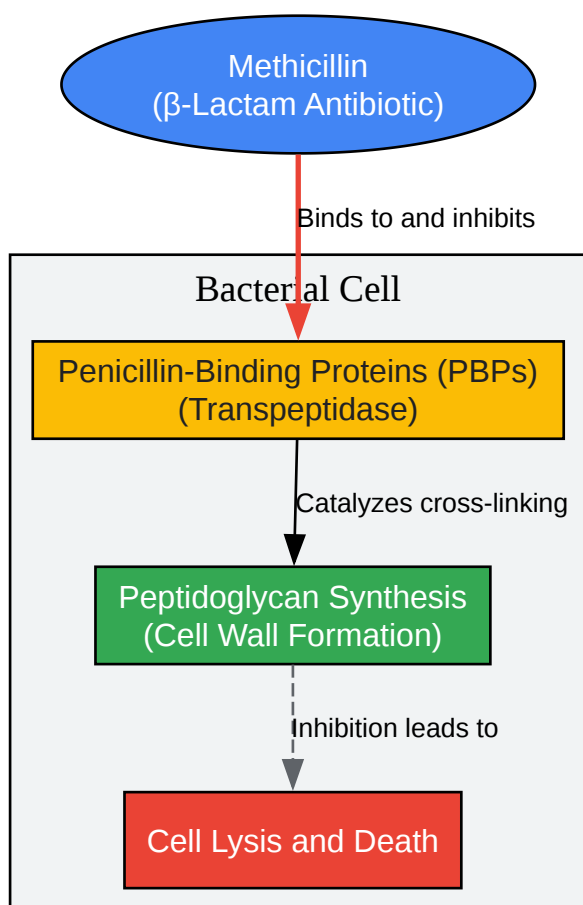 Methicillin
(β-Lactam Antibiotic)
Binds to and inhibits
Bacterial Cell
Penicillin-Binding Proteins (PBPs)
(Transpeptidase)
Catalyzes cross-linking
Peptidoglycan Synthesis
(Cell Wall Formation)
Inhibition leads to
Cell Lysis and Death